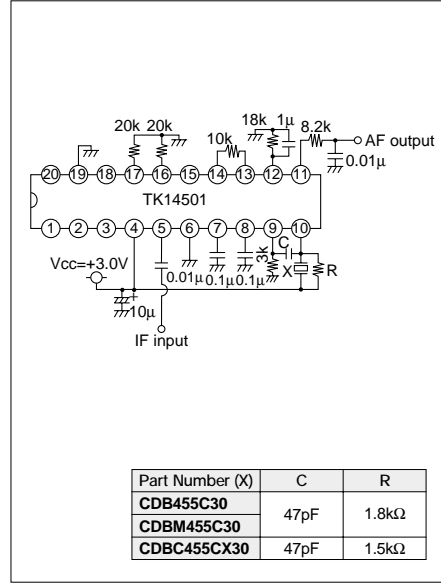 20k 20k
10k
18k 1μ
8.2k
AF output
0.01μ
20 19 18 17 16 15 14 13 12 11
TK14501
1 2 3 4 5 6 7 8 9 10
Vcc=+3.0V
+
10μ
0.01μ
0.1μ 0.1μ
3k
C
X
R
IF input
Part Number (X) C R
CDB455C30 47pF 1.8kΩ
CDBM455C30
CDBC455CX30 47pF 1.5kΩ